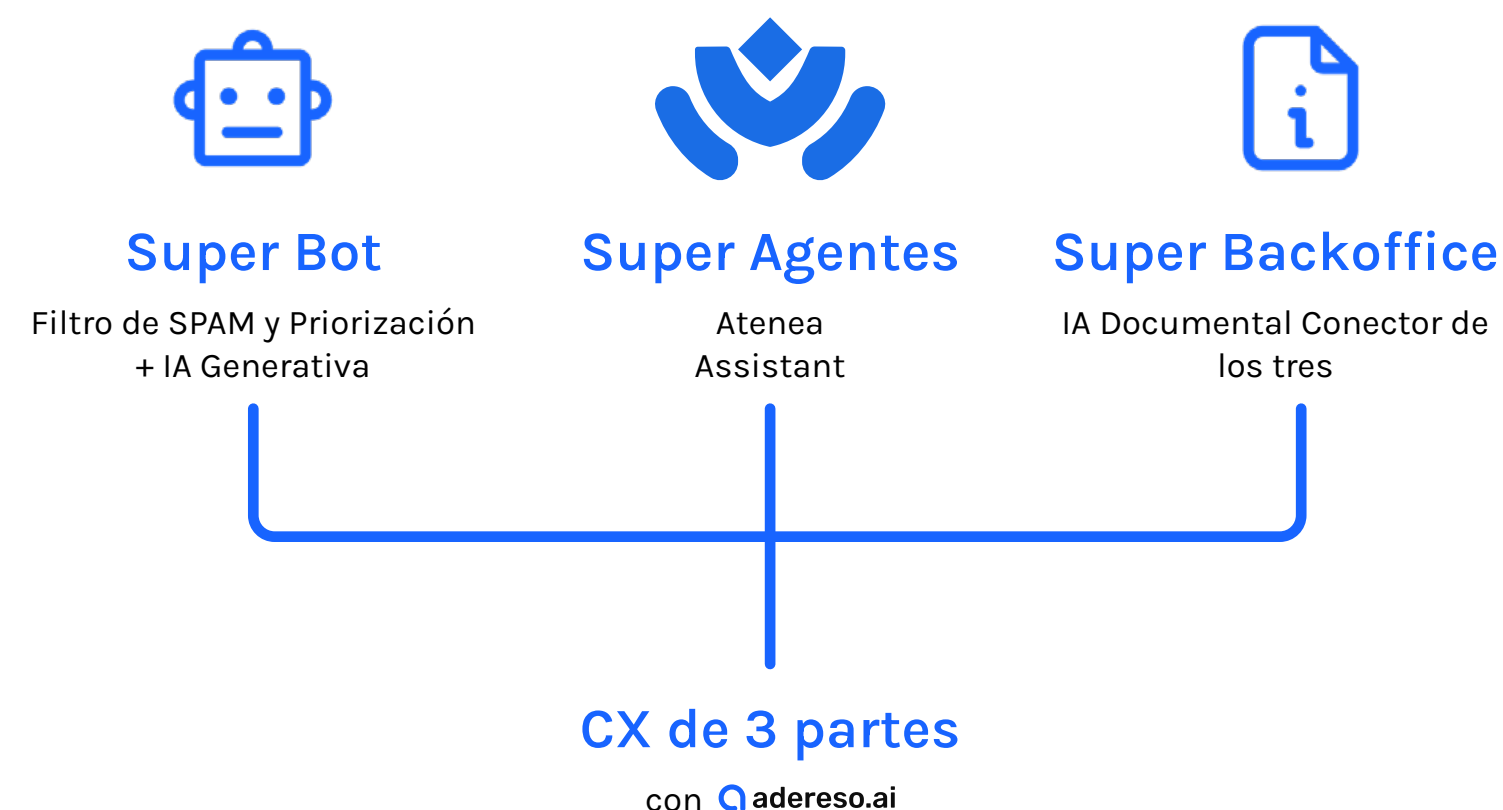 Super Bot
Filtro de SPAM y Priorización
+ IA Generativa
Super Agentes
Atenea
Assistant
Super Backoffice
IA Documental Conector de
los tres
CX de 3 partes
con adereso.ai